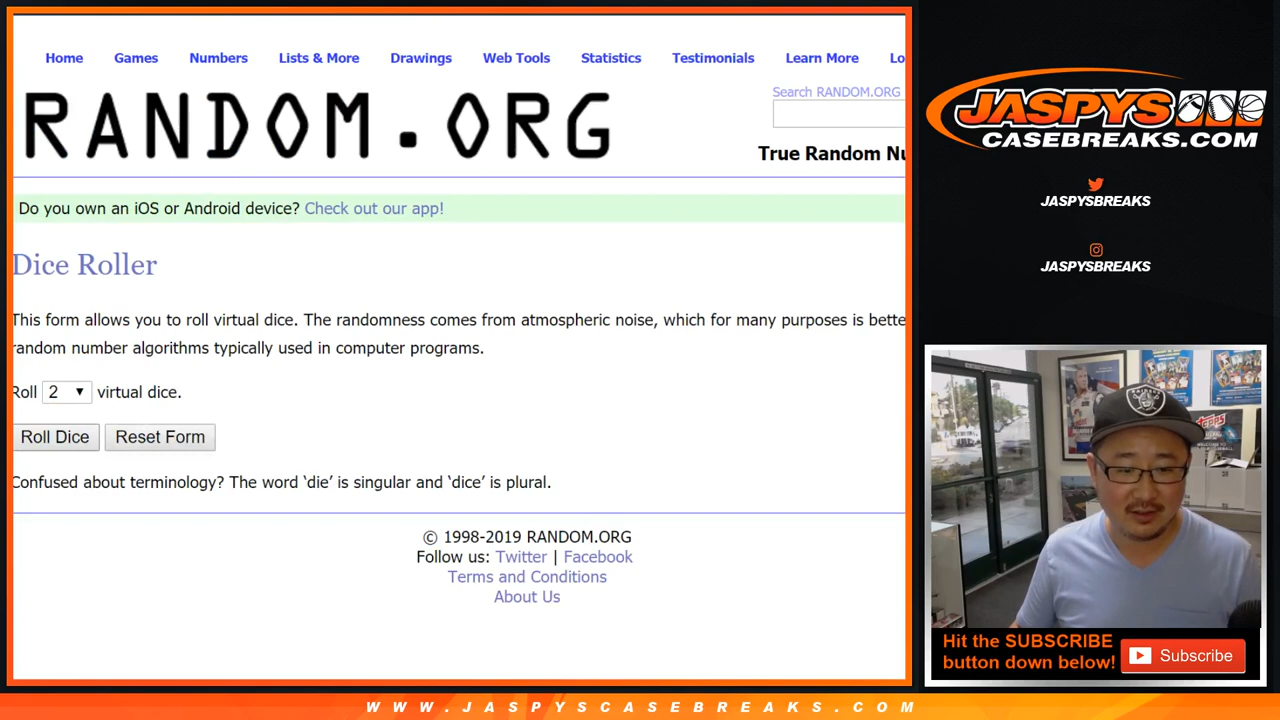 Home Games Numbers Lists & More Drawings Web Tools Statistics Testimonials Learn More Lo
RANDOM.ORG
Search RANDOM.ORG
True Random Nu
Do you own an iOS or Android device? Check out our app!
Dice Roller
This form allows you to roll virtual dice. The randomness comes from atmospheric noise, which for many purposes is bette
random number algorithms typically used in computer programs.
Roll 2 virtual dice.
Roll Dice Reset Form
Confused about terminology? The word ‘die’ is singular and ‘dice’ is plural.
© 1998-2019 RANDOM.ORG
Follow us: Twitter | Facebook
Terms and Conditions
About Us
JASPYS
CASEBREAKS.COM
JASPYSBREAKS
JASPYSBREAKS
RAIDERS
topps
Hit the SUBSCRIBE
button down below!
Subscribe
WWW.JASPYSCASEBREAKS.COM